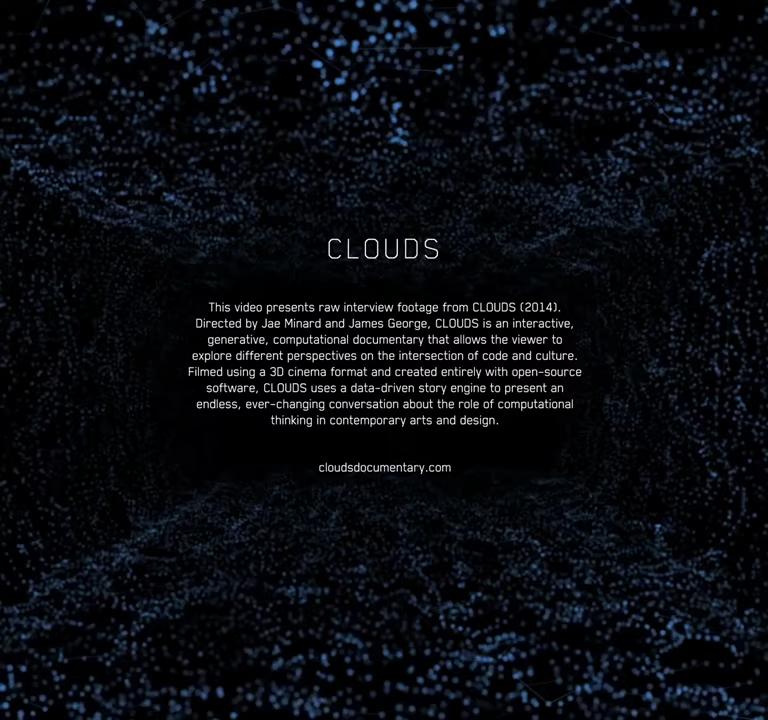 CLOUDS
This video presents raw interview footage from CLOUDS (2014).
Directed by Jae Minard and James George, CLOUDS is an interactive,
generative, computational documentary that allows the viewer to
explore different perspectives on the intersection of code and culture.
Filmed using a 3D cinema format and created entirely with open-source
software, CLOUDS uses a data-driven story engine to present an
endless, ever-changing conversation about the role of computational
thinking in contemporary arts and design.
cloudsdocumentary.com